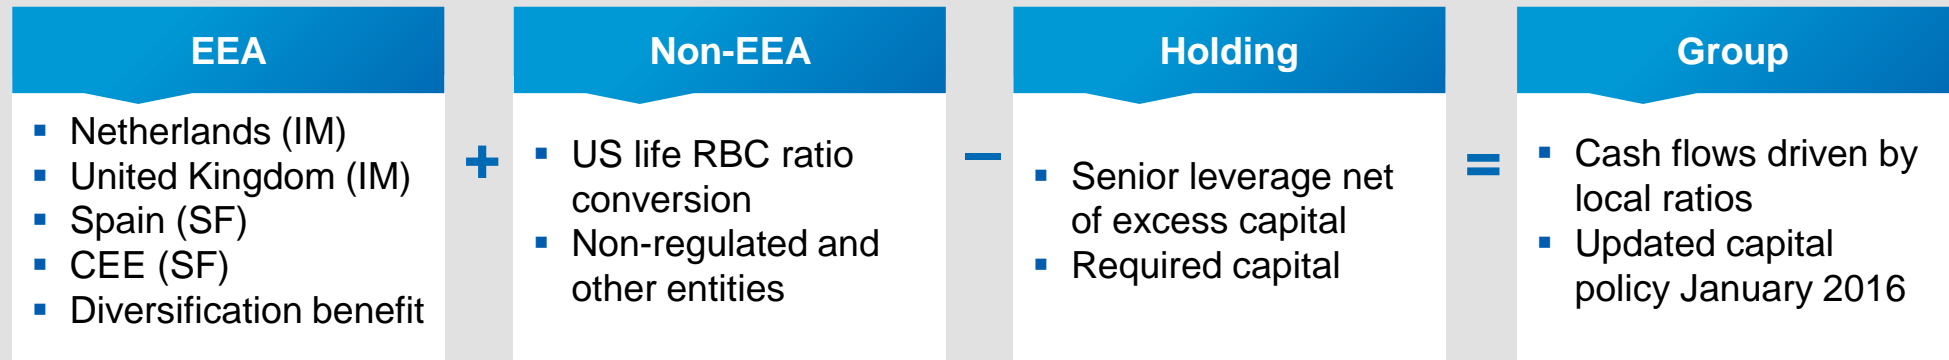 EEA
▪ Netherlands (IM)
▪ United Kingdom (IM)
▪ Spain (SF)
▪ CEE (SF)
▪ Diversification benefit
+
Non-EEA
▪ US life RBC ratio
conversion
▪ Non-regulated and
other entities
–
Holding
▪ Senior leverage net
of excess capital
▪ Required capital
=
Group
▪ Cash flows driven by
local ratios
▪ Updated capital
policy January 2016